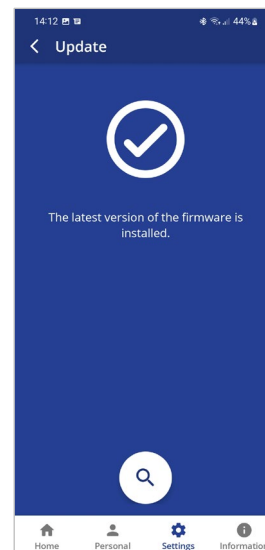 14:12 44%
Update
The latest version of the firmware is
installed.
Home Personal Settings Information